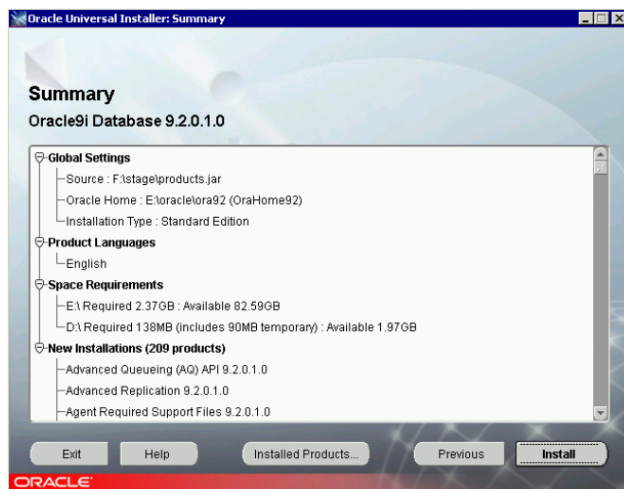 Oracle Universal Installer: Summary
Summary
Oracle9i Database 9.2.0.1.0
Global Settings
Source : F:\stage\products.jar
Oracle Home : E:\oracle\ora92 (OraHome92)
Installation Type : Standard Edition
Product Languages
English
Space Requirements
E:\ Required 2.37GB : Available 82.59GB
D:\ Required 138MB (includes 90MB temporary) : Available 1.97GB
New Installations (209 products)
Advanced Queueing (AQ) API 9.2.0.1.0
Advanced Replication 9.2.0.1.0
Agent Required Support Files 9.2.0.1.0
Exit Help Installed Products... Previous Install
ORACLE